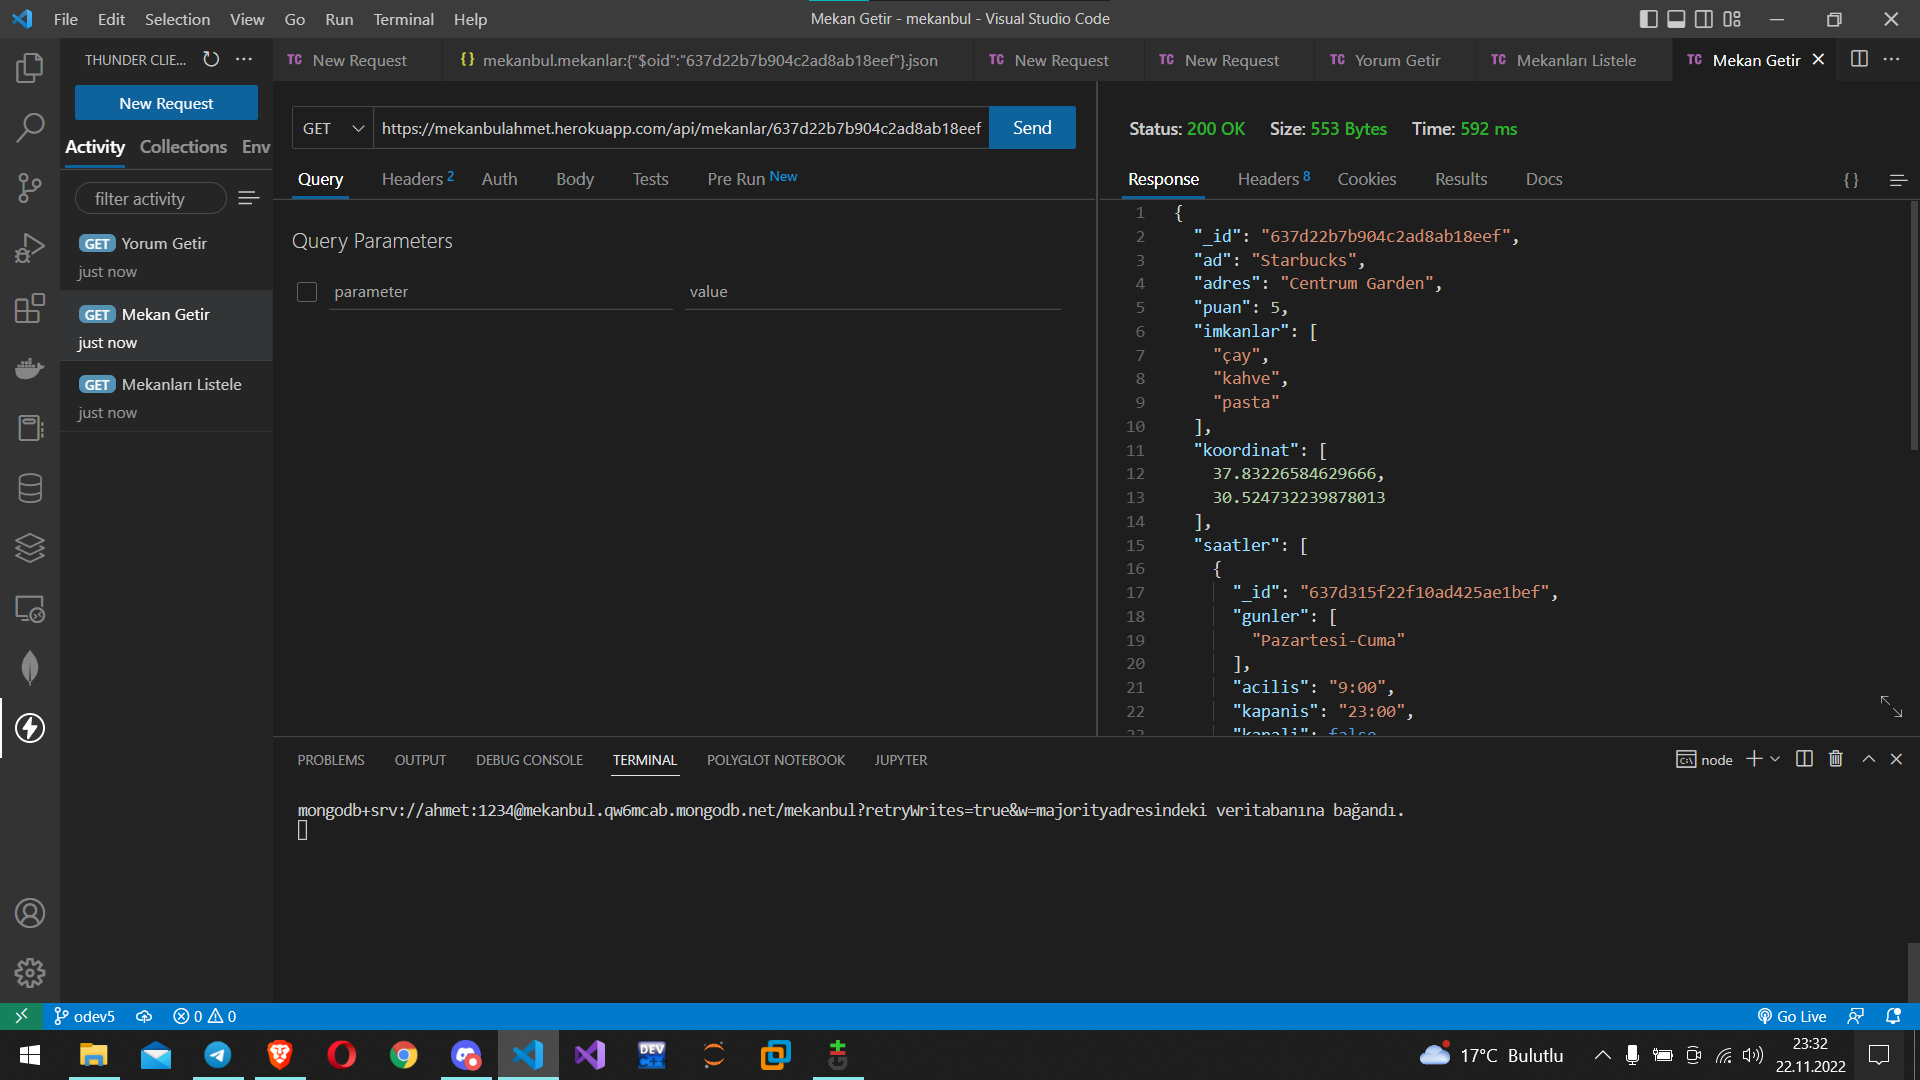 File Edit Selection View Go Run Terminal Help
Mekan Getir - mekanbul - Visual Studio Code
THUNDER CLIE...
New Request
Activity Collections Env
filter activity
GET Yorum Getir
just now
GET Mekan Getir
just now
GET Mekanları Listele
just now
TC New Request
{} mekanbul.mekanlar:{"$oid":"637d22b7b904c2ad8ab18eef"}.json
TC New Request
TC New Request
TC Yorum Getir
TC Mekanları Listele
TC Mekan Getir
GET https://mekanbulahmet.herokuapp.com/api/mekanlar/637d22b7b904c2ad8ab18eef Send
Query Headers 2 Auth Body Tests Pre Run New
Query Parameters
parameter value
Status: 200 OK Size: 553 Bytes Time: 592 ms
Response Headers 8 Cookies Results Docs { }
1 {
2 "_id": "637d22b7b904c2ad8ab18eef",
3 "ad": "Starbucks",
4 "adres": "Centrum Garden",
5 "puan": 5,
6 "imkanlar": [
7 "çay",
8 "kahve",
9 "pasta"
10 ],
11 "koordinat": [
12 37.83226584629666,
13 30.524732239878013
14 ],
15 "saatler": [
16 {
17 "_id": "637d315f22f10ad425ae1bef",
18 "gunler": [
19 "Pazartesi-Cuma"
20 ],
21 "acilis": "9:00",
22 "kapanis": "23:00",
23 "kapali": false
PROBLEMS OUTPUT DEBUG CONSOLE TERMINAL POLYGLOT NOTEBOOK JUPYTER
node
mongodb+srv://ahmet:1234@mekanbul.qw6mcab.mongodb.net/mekanbul?retryWrites=true&w=majorityadresindeki veritabanına bağandı.
odev5 0 0
Go Live
DEV C++
17°C Bulutlu
23:32
22.11.2022